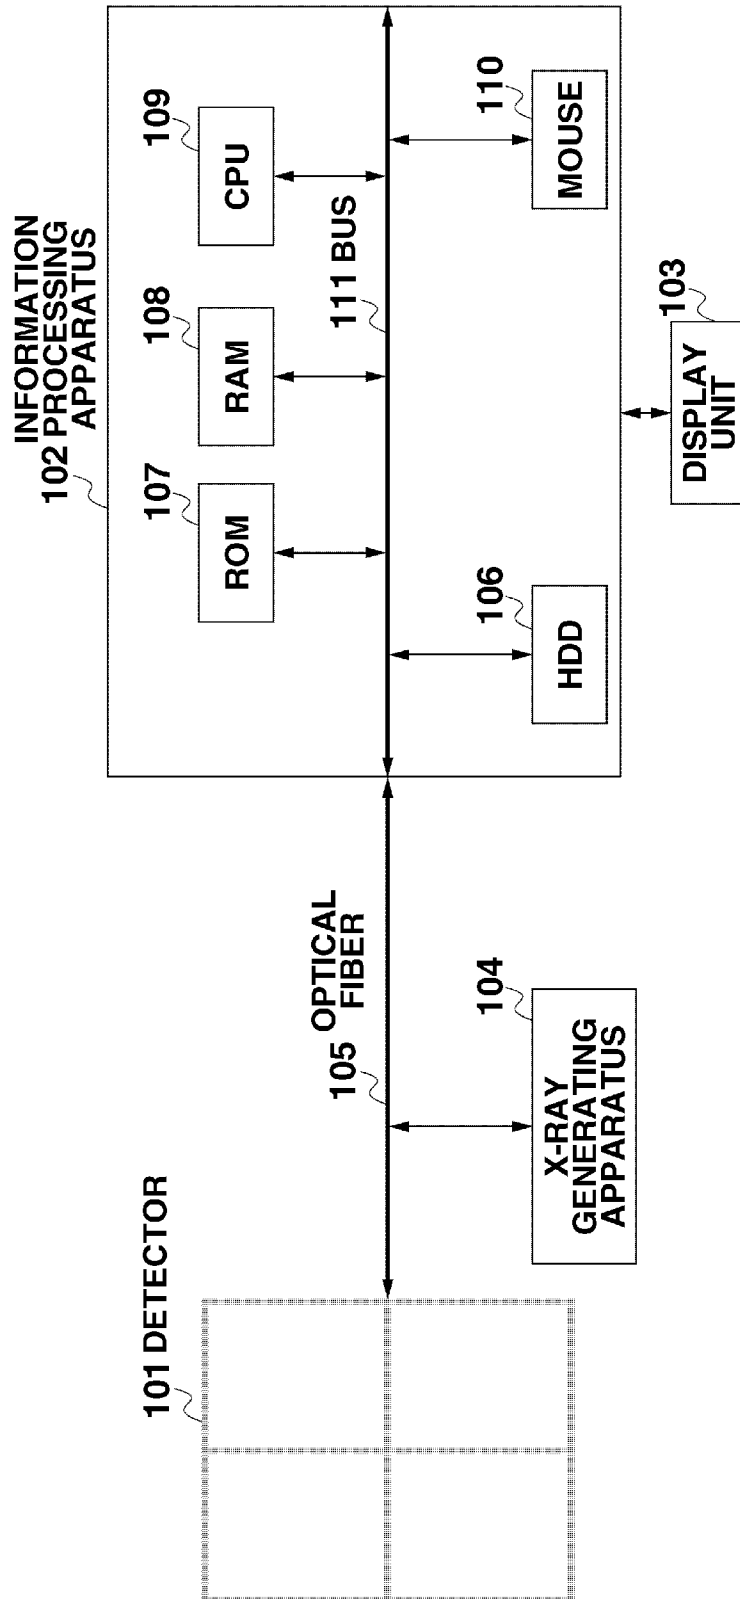 101 DETECTOR
105
OPTICAL
FIBER
104
X-RAY
GENERATING
APPARATUS
INFORMATION
102 PROCESSING
APPARATUS
107
ROM
108
RAM
109
CPU
111 BUS
106
HDD
110
MOUSE
103
DISPLAY
UNIT